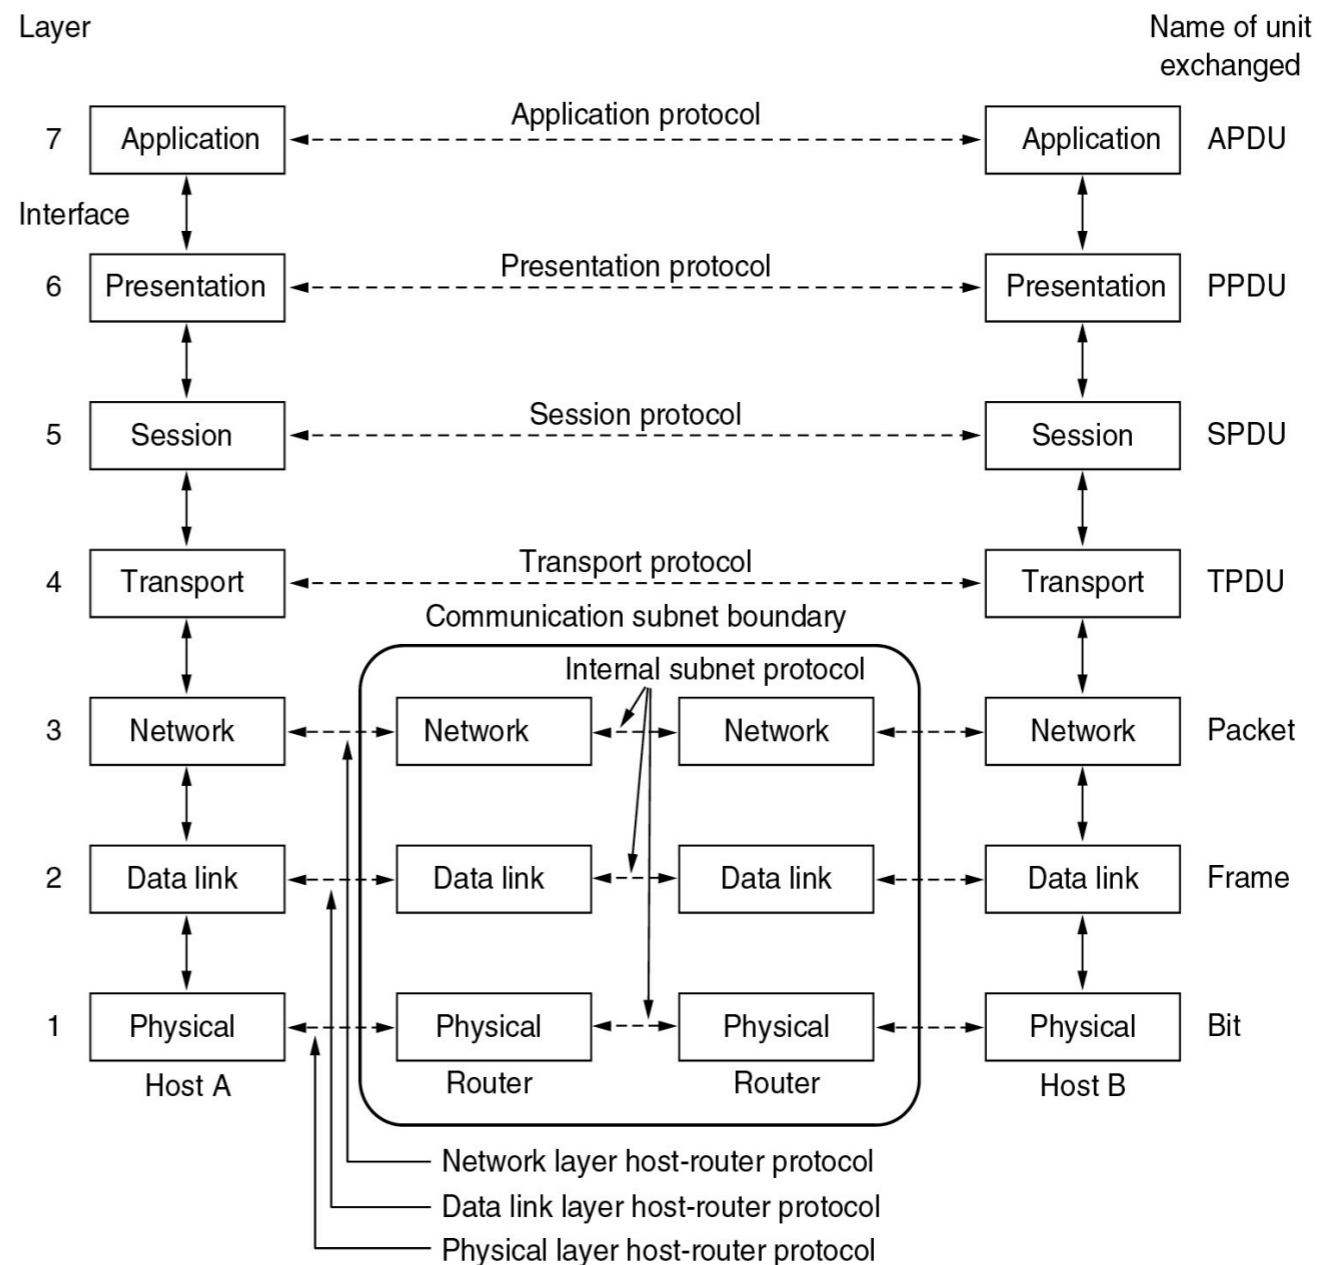 Layer
Name of unit
exchanged
7
Application
Application protocol
Application
APDU
Interface
6
Presentation
Presentation protocol
Presentation
PPDU
5
Session
Session protocol
Session
SPDU
4
Transport
Transport protocol
Transport
TPDU
Communication subnet boundary
Internal subnet protocol
3
Network
Network
Network
Network
Packet
2
Data link
Data link
Data link
Data link
Frame
1
Physical
Physical
Physical
Physical
Bit
Host A
Router
Router
Host B
Network layer host-router protocol
Data link layer host-router protocol
Physical layer host-router protocol